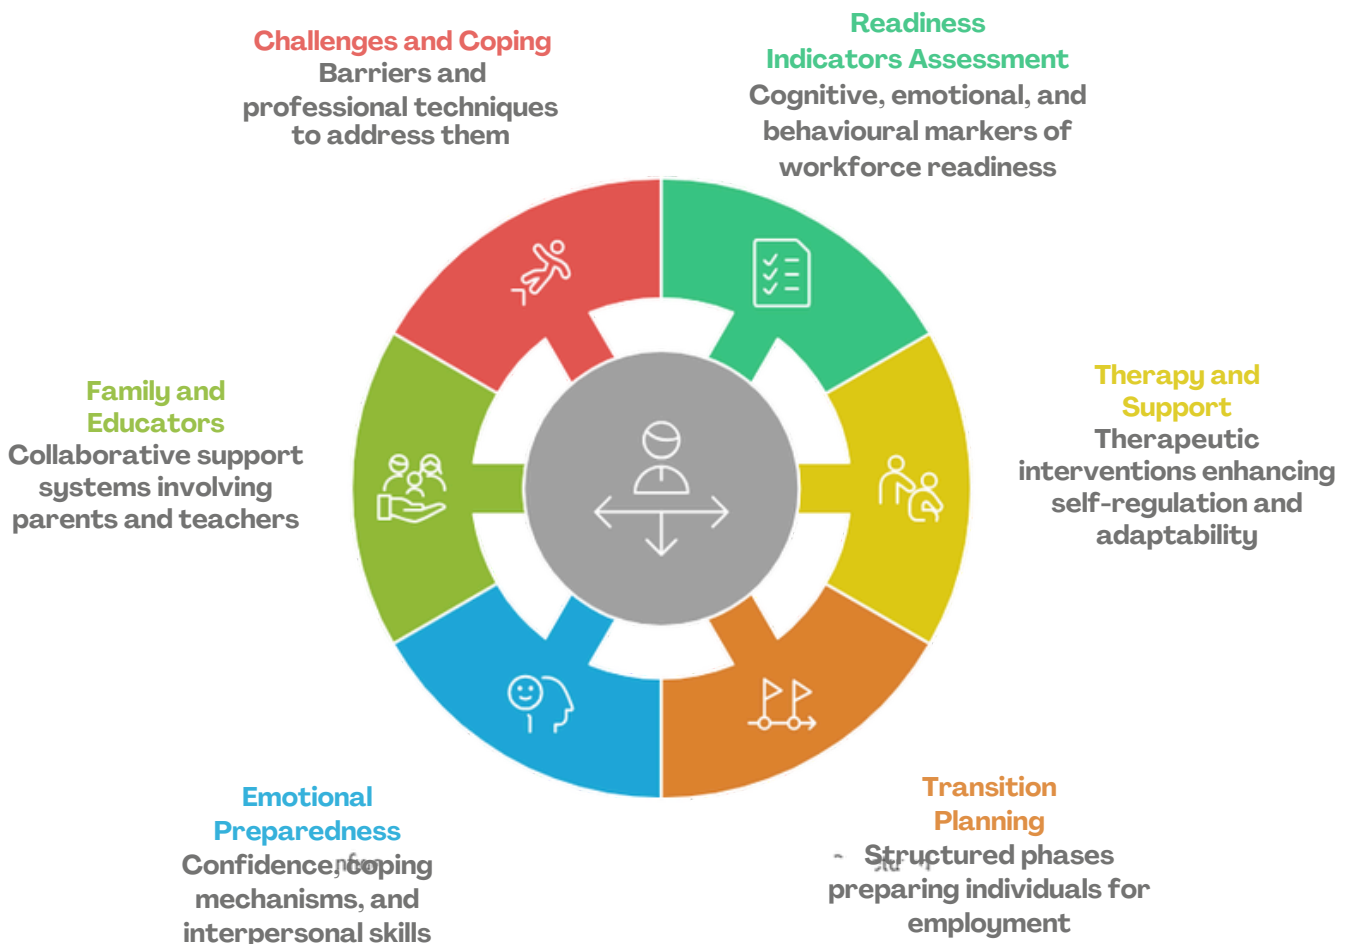 Challenges and Coping
Barriers and
professional techniques
to address them
Readiness
Indicators Assessment
Cognitive, emotional, and
behavioural markers of
workforce readiness
Family and
Educators
Collaborative support
systems involving
parents and teachers
Therapy and
Support
Therapeutic
interventions enhancing
self-regulation and
adaptability
Emotional
Preparedness
Confidence, coping
mechanisms, and
interpersonal skills
Transition
Planning
Structured phases
preparing individuals for
employment